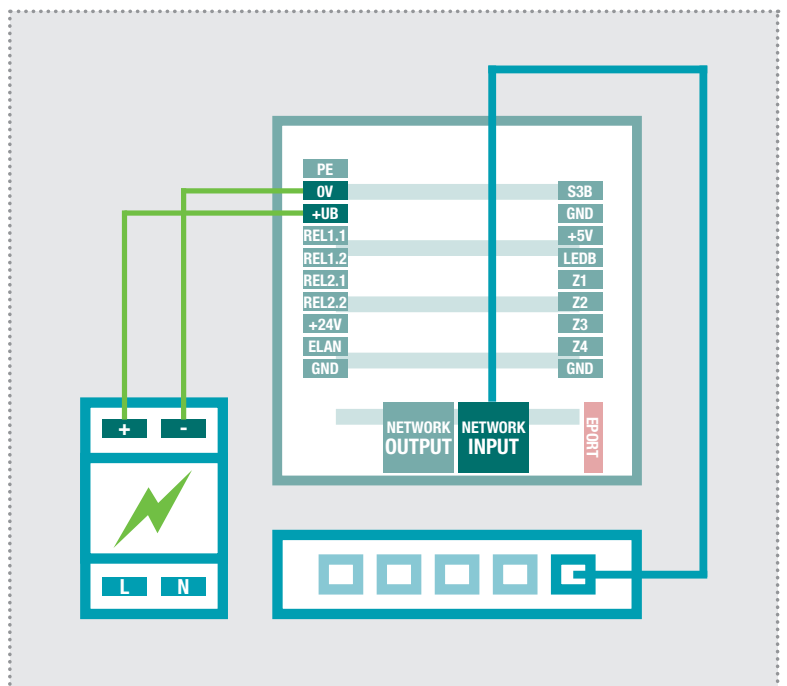 PE
0V
+UB
REL1.1
REL1.2
REL2.1
REL2.2
+24V
ELAN
GND
S3B
GND
+5V
LEDB
Z1
Z2
Z3
Z4
GND
NETWORK
OUTPUT
NETWORK
INPUT
EPORT
+ -
L N